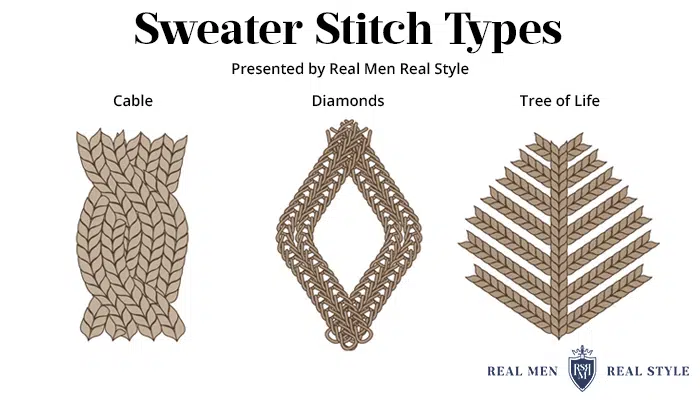 Sweater Stitch Types
Presented by Real Men Real Style
Cable
Diamonds
Tree of Life
REAL MEN
REAL STYLE